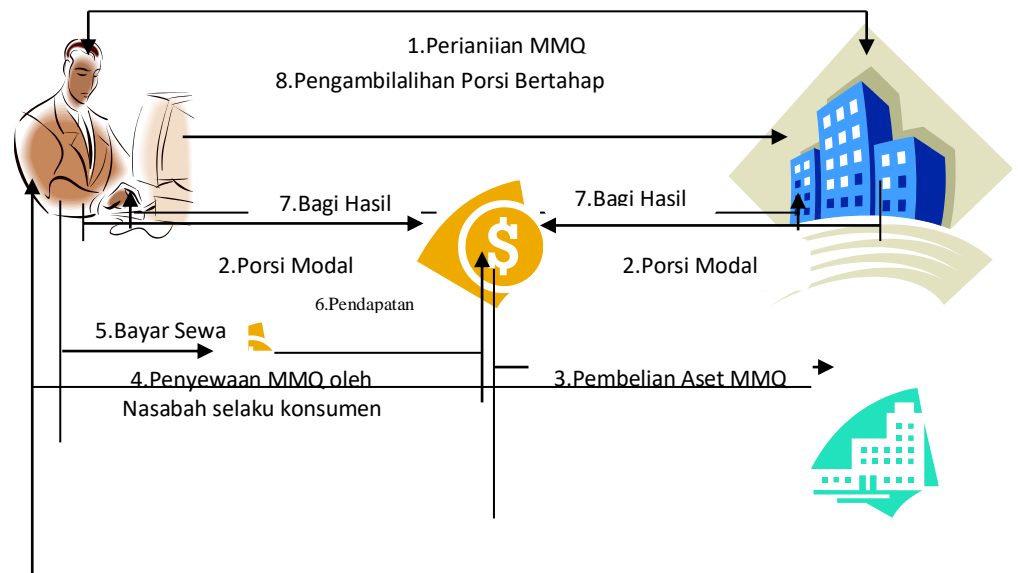 1.Perianiian MMQ
8.Pengambilalihan Porsi Bertahap
7.Bagi Hasil
7.Bagi Hasil
$
2.Porsi Modal
2.Porsi Modal
6.Pendapatan
5.Bayar Sewa
4.Penyewaan MMQ oleh
Nasabah selaku konsumen
3.Pembelian Aset MMQ